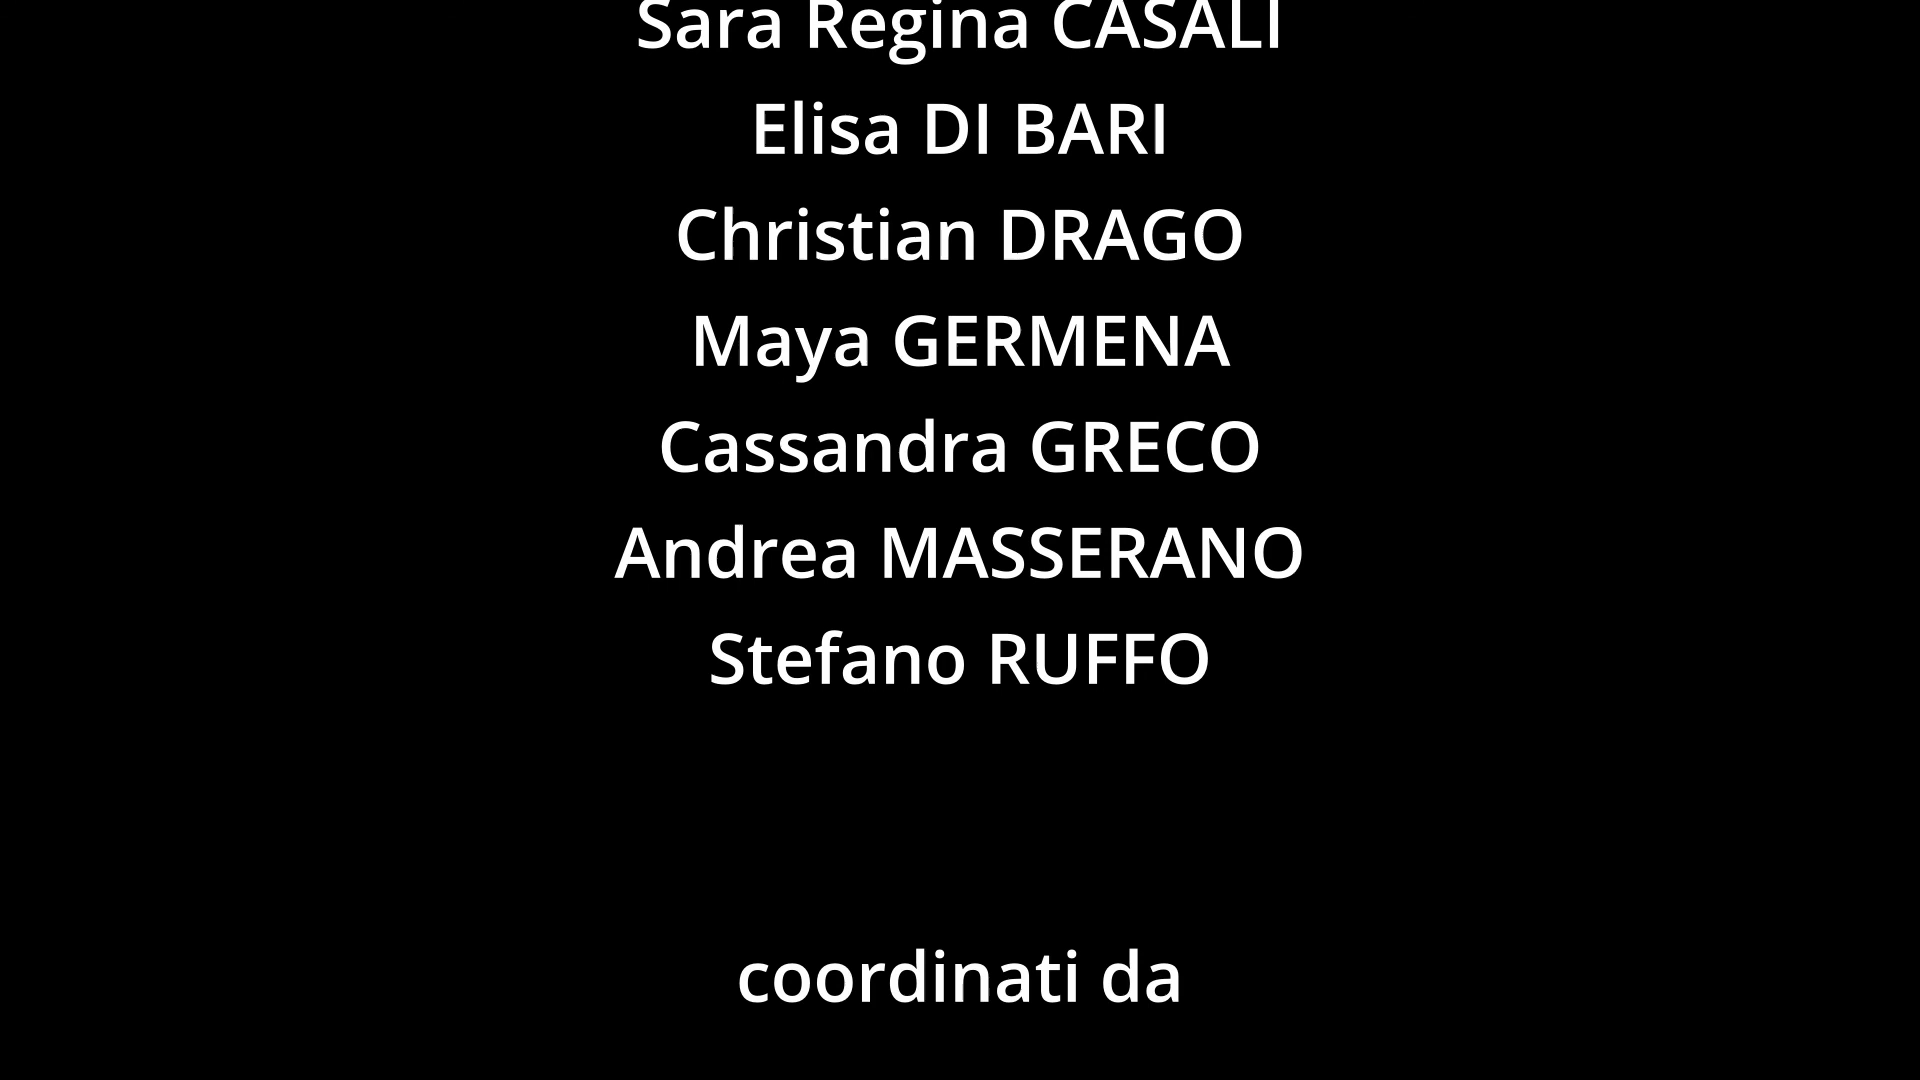 Sara Regina CASALI
Elisa DI BARI
Christian DRAGO
Maya GERMENA
Cassandra GRECO
Andrea MASSERANO
Stefano RUFFO
coordinati da